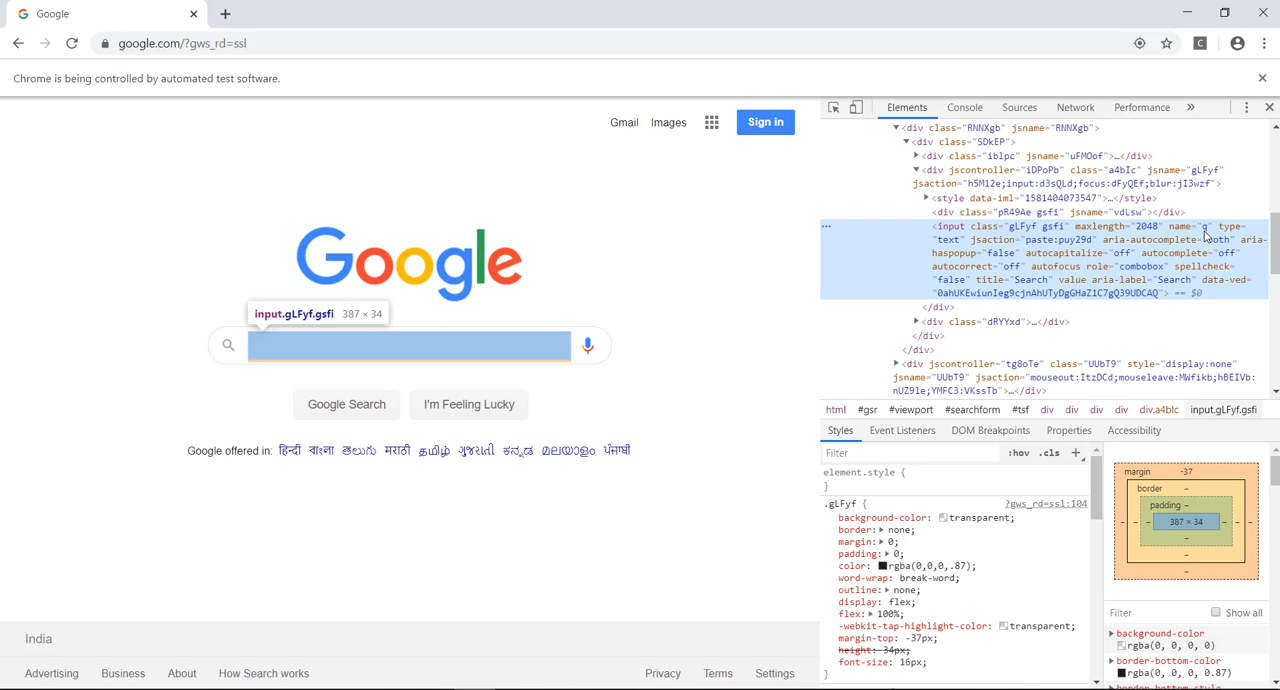 Google
google.com/?gws_rd=ssl
C
Chrome is being controlled by automated test software.
Gmail Images Sign in
Google
input.gLFyf.gsfi 387 × 34
Google Search I'm Feeling Lucky
Google offered in: हिन्दी বাংলা తెలుగు मराठी தமிழ் ગુજરાતી ಕನ್ನಡ മലയാളം ਪੰਜਾਬੀ
India
Advertising Business About How Search works Privacy Terms Settings
Elements Console Sources Network Performance »
<div class="RNNXgb" jsname="RNNXgb">
<div class="SDkEP">
<div class="iblpc" jsname="uFMOof">…</div>
<div jscontroller="iDPoPb" class="a4bIc" jsname="gLFyf"
jsaction="h5M12e;input:d3sQLd;focus:dFyQEf;blur:jI3wzf">
<style data-iml="1581404073547">…</style>
<div class="pR49Ae gsfi" jsname="vdLsw"></div>
… <input class="gLFyf gsfi" maxlength="2048" name="q" type=
"text" jsaction="paste:puy29d" aria-autocomplete="both" aria-
haspopup="false" autocapitalize="off" autocomplete="off"
autocorrect="off" autofocus role="combobox" spellcheck=
"false" title="Search" value aria-label="Search" data-ved=
"0ahUKEwiunIeg9cjnAhUTyDgGHaZ1C7gQ39UDCAQ"> == $0
</div>
<div class="dRYYxd">…</div>
</div>
</div>
<div jscontroller="tg8oTe" class="UUbT9" style="display:none"
jsname="UUbT9" jsaction="mouseout:ItzDCd;mouseleave:MWfikb;hBEIVb:
nUZ9le;YMFC3:VKssTb">…</div>
html #gsr #viewport #searchform #tsf div div div div div.a4bIc input.gLFyf.gsfi
Styles Event Listeners DOM Breakpoints Properties Accessibility
Filter :hov .cls +
element.style {
}
.gLFyf { ?gws_rd=ssl:104
background-color: transparent;
border: none;
margin: 0;
padding: 0;
color: rgba(0,0,0,.87);
word-wrap: break-word;
outline: none;
display: flex;
flex: 100%;
-webkit-tap-highlight-color: transparent;
margin-top: -37px;
height: 34px;
font-size: 16px;
}
margin -37
border –
padding –
387 × 34
Filter Show all
background-color
rgba(0, 0, 0, 0)
border-bottom-color
rgba(0, 0, 0, 0.87)